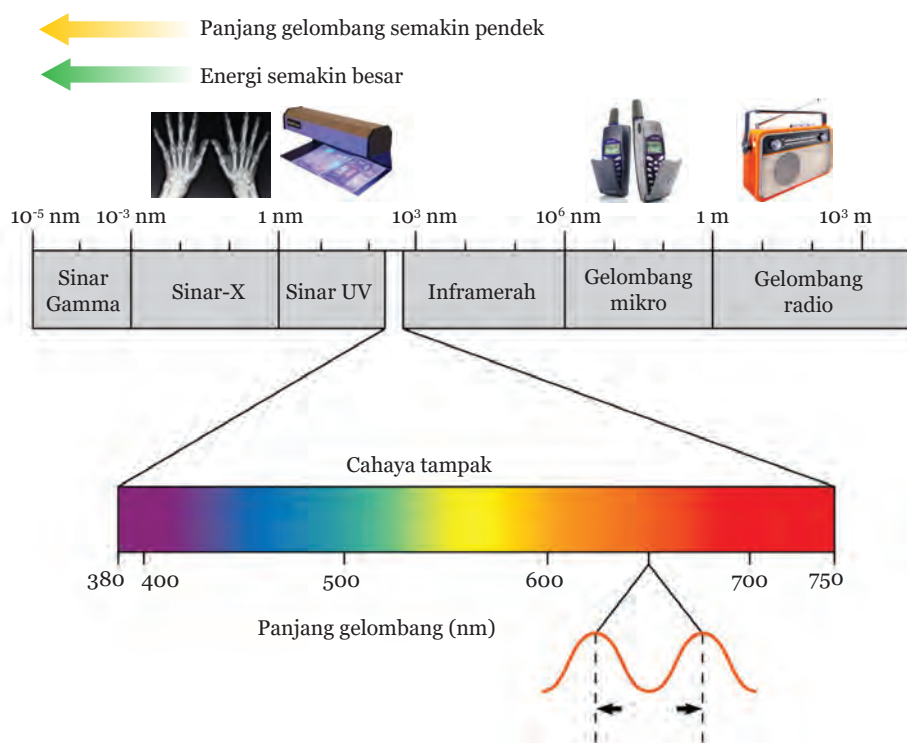 Panjang gelombang semakin pendek
Energi semakin besar
10⁻⁵ nm 10⁻³ nm 1 nm 10³ nm 10⁶ nm 1 m 10³ m
Sinar Gamma
Sinar-X
Sinar UV
Inframerah
Gelombang mikro
Gelombang radio
Cahaya tampak
380 400 500 600 700 750
Panjang gelombang (nm)